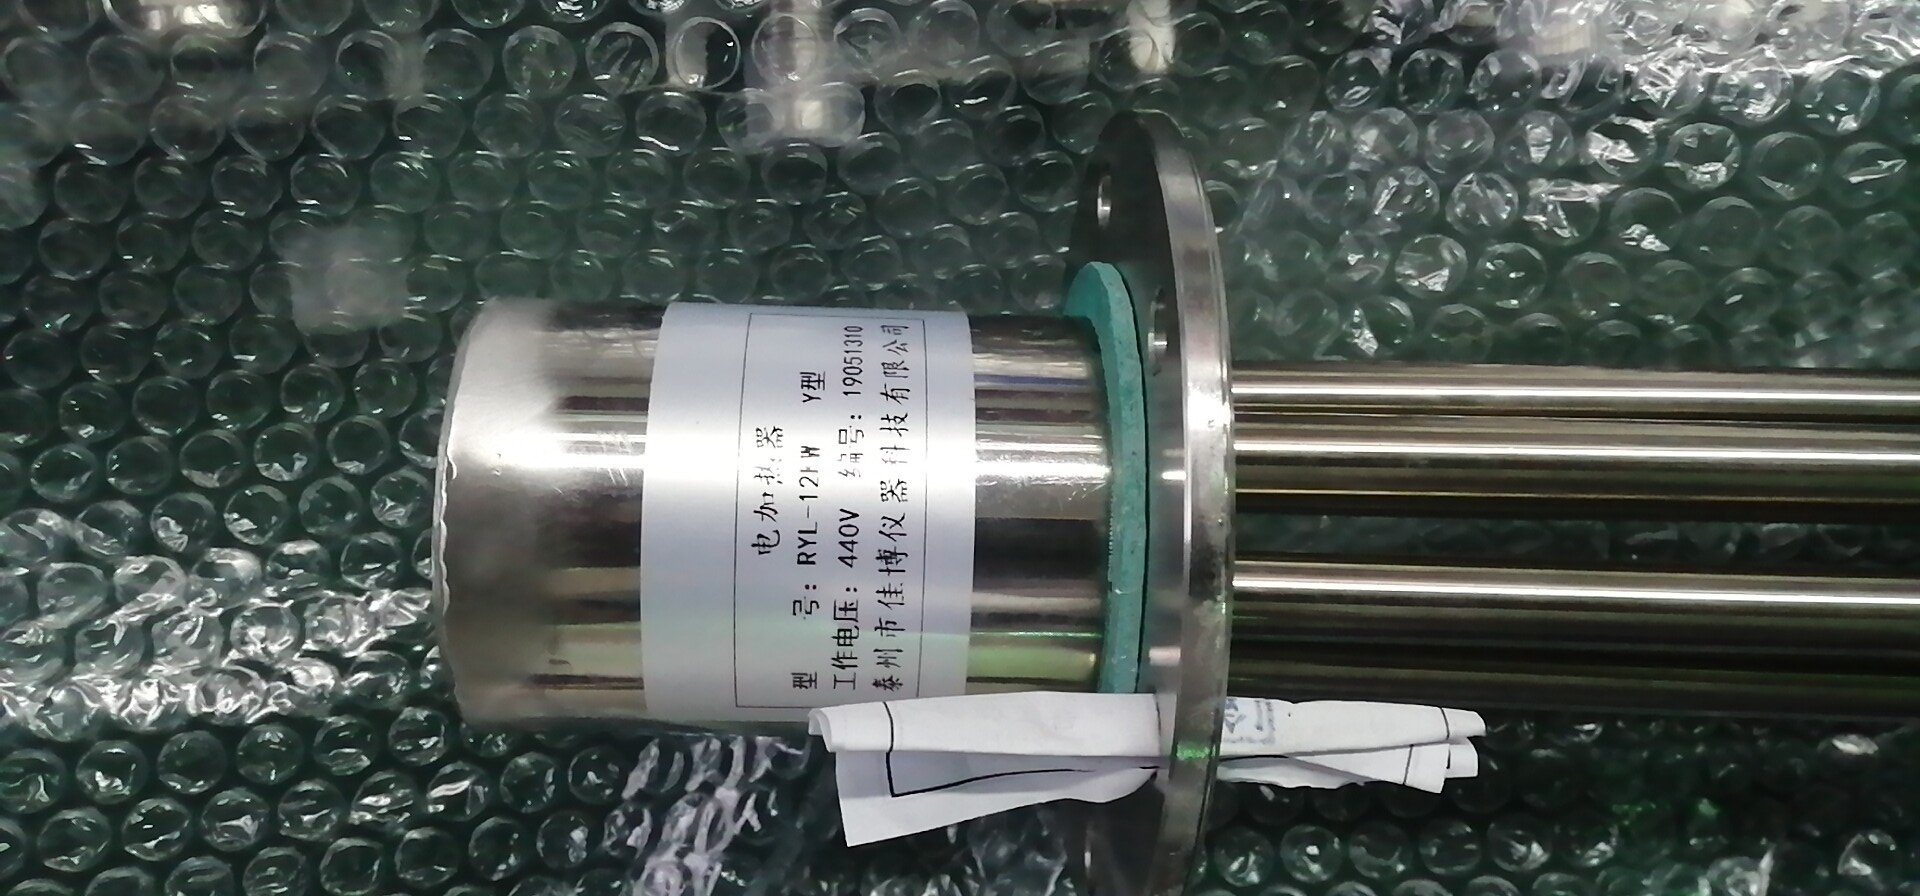 电加热器
型 号：RYL-12kW Y型
工作电压：440V 编号：19051310
泰州市佳博仪器科技有限公司